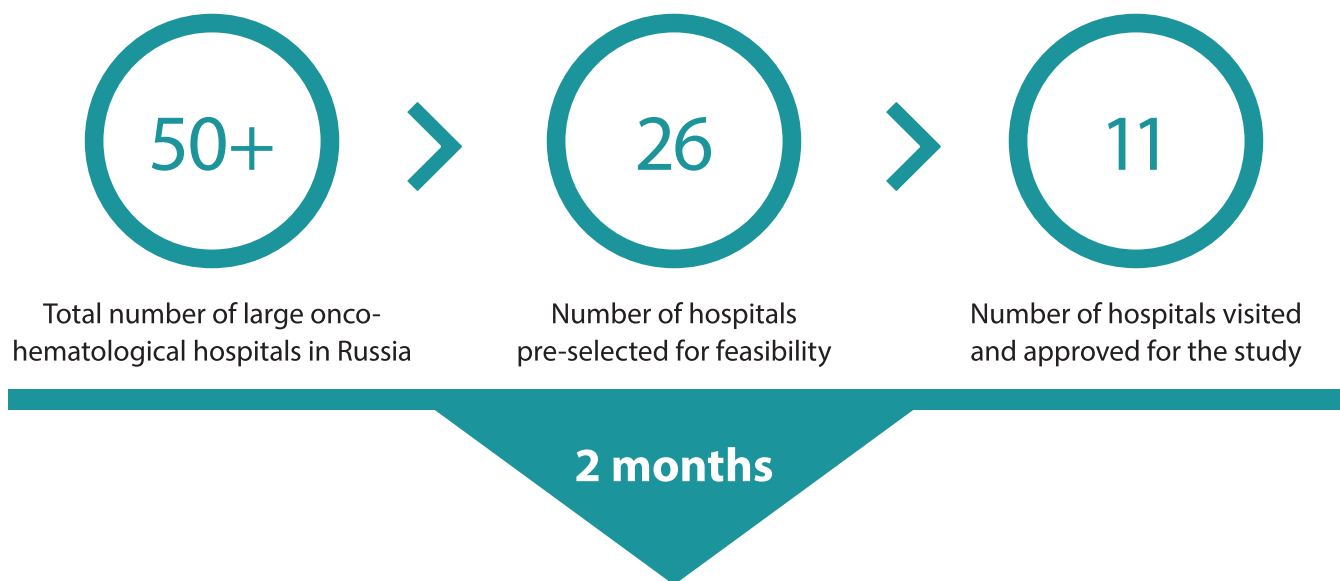 50+
26
11
Total number of large onco-
hematological hospitals in Russia
Number of hospitals
pre-selected for feasibility
Number of hospitals visited
and approved for the study
2 months